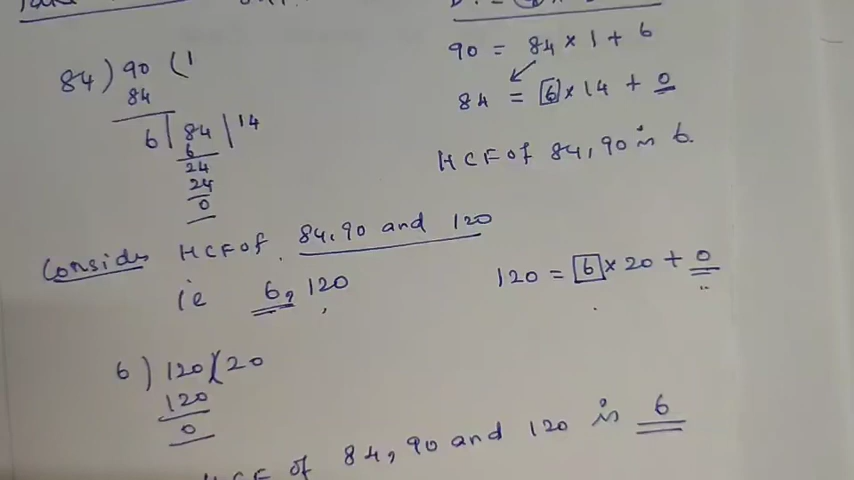 84 ) 90 ( 1
84
6 | 84 | 14
6
24
24
0
90 = 84 × 1 + 6
84 = 6 × 14 + 0
HCF of 84, 90 is 6.
Consider HCF of 84, 90 and 120
ie 6, 120
120 = 6 × 20 + 0
6 ) 120 ( 20
120
0
HCF of 84, 90 and 120 is 6